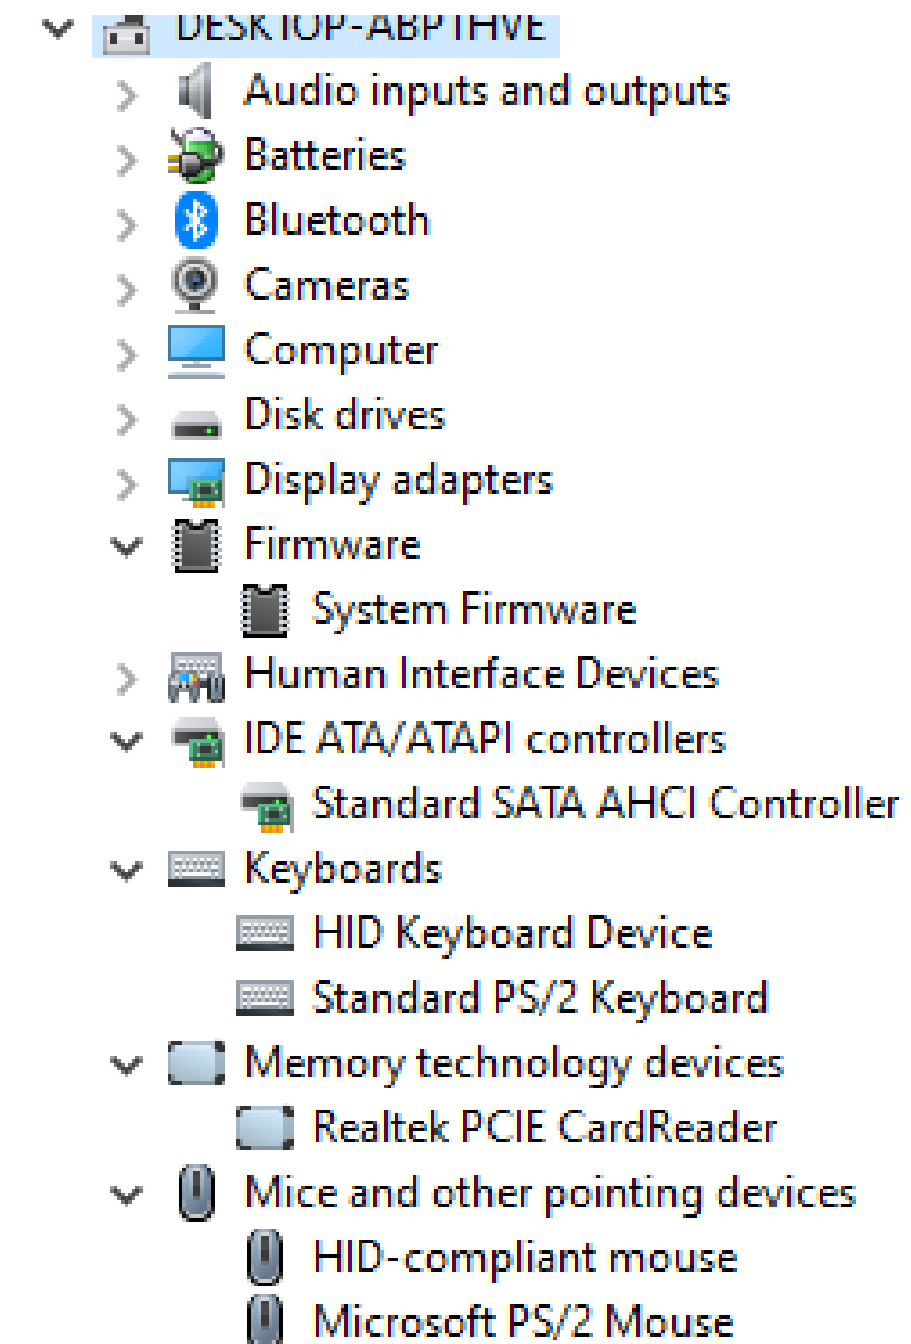 DESKTOP-ABPTHVE
Audio inputs and outputs
Batteries
Bluetooth
Cameras
Computer
Disk drives
Display adapters
Firmware
System Firmware
Human Interface Devices
IDE ATA/ATAPI controllers
Standard SATA AHCI Controller
Keyboards
HID Keyboard Device
Standard PS/2 Keyboard
Memory technology devices
Realtek PCIE CardReader
Mice and other pointing devices
HID-compliant mouse
Microsoft PS/2 Mouse